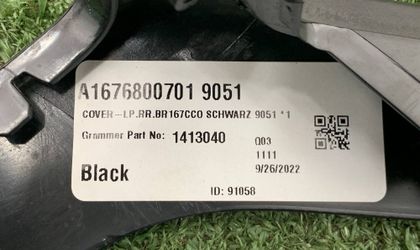 A1676800701 9051
COVER-LP.RR.BR167CCO SCHWARZ 9051 *1
Grammer Part No: 1413040
Q03
1111
9/26/2022
Black
ID: 91058